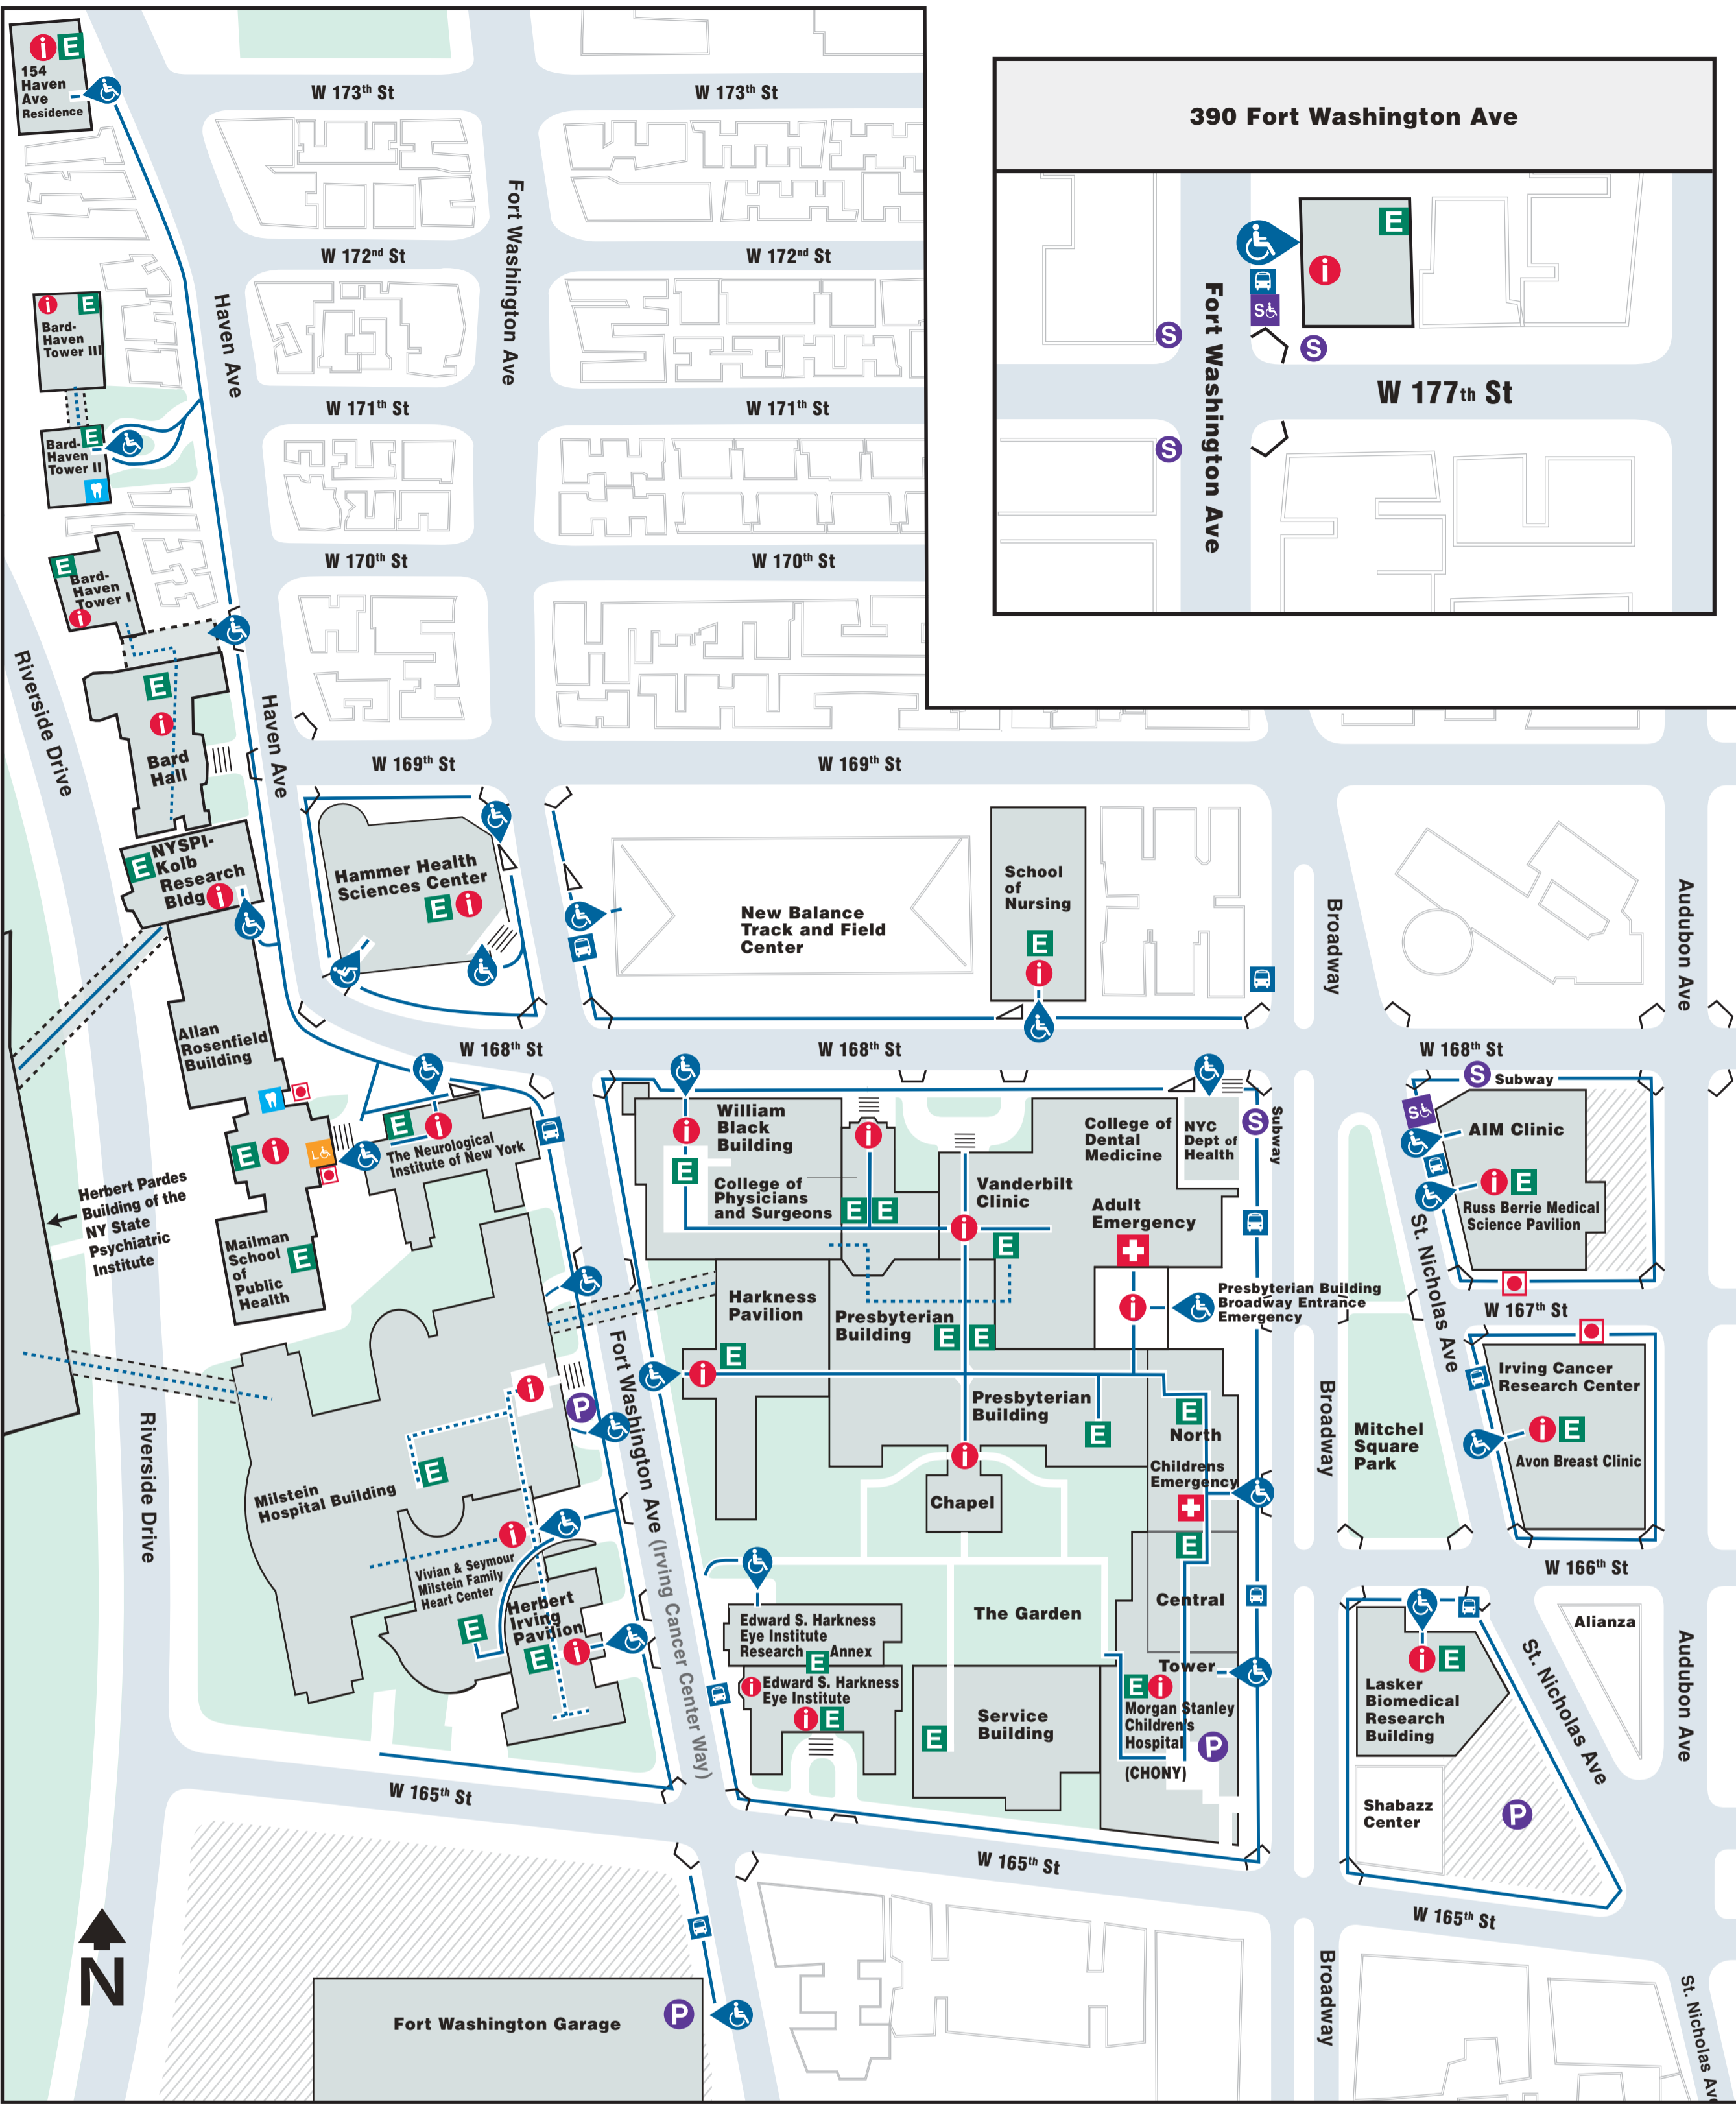 154
Haven
Ave
Residence
W 173th St
W 173th St
390 Fort Washington Ave
Fort Washington Ave
W 172nd St
W 172nd St
Haven Ave
Bard-
Haven
Tower III
Fort Washington Ave
W 177th St
W 171th St
W 171th St
Bard-
Haven
Tower II
W 170th St
W 170th St
Bard-
Haven
Tower I
Riverside Drive
Haven Ave
Bard
Hall
W 169th St
W 169th St
NYSPI-
Kolb
Research
Bldg
Hammer Health
Sciences Center
New Balance
Track and Field
Center
School
of
Nursing
Broadway
Audubon Ave
Allan
Rosenfield
Building
W 168th St
W 168th St
W 168th St
Subway
Subway
The Neurological
Institute of New York
William
Black
Building
College of
Physicians
and Surgeons
Vanderbilt
Clinic
College of
Dental
Medicine
NYC
Dept of
Health
Adult
Emergency
AIM Clinic
Russ Berrie Medical
Science Pavilion
Herbert Pardes
Building of the
NY State
Psychiatric
Institute
Mailman
School
of
Public
Health
Harkness
Pavilion
Presbyterian
Building
Presbyterian Building
Broadway Entrance
Emergency
St. Nicholas Ave
W 167th St
Fort Washington Ave (Irving Cancer Center Way)
Irving Cancer
Research Center
Avon Breast Clinic
Presbyterian
Building
North
Childrens
Emergency
Broadway
Mitchel
Square
Park
Riverside Drive
Milstein
Hospital Building
Chapel
Vivian & Seymour
Milstein Family
Heart Center
Herbert
Irving
Pavilion
W 166th St
Edward S. Harkness
Eye Institute
Research Annex
Edward S. Harkness
Eye Institute
The Garden
Central
Tower
Morgan Stanley
Children's
Hospital
(CHONY)
Service
Building
Lasker
Biomedical
Research
Building
Alianza
St. Nicholas Ave
Audubon Ave
Shabazz
Center
W 165th St
W 165th St
W 165th St
N
Fort Washington Garage
Broadway
St. Nicholas Ave